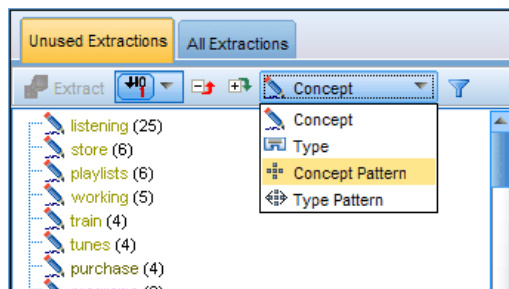 Unused Extractions All Extractions
Extract Concept
Concept
Type
Concept Pattern
Type Pattern
listening (25)
store (6)
playlists (6)
working (5)
train (4)
tunes (4)
purchase (4)